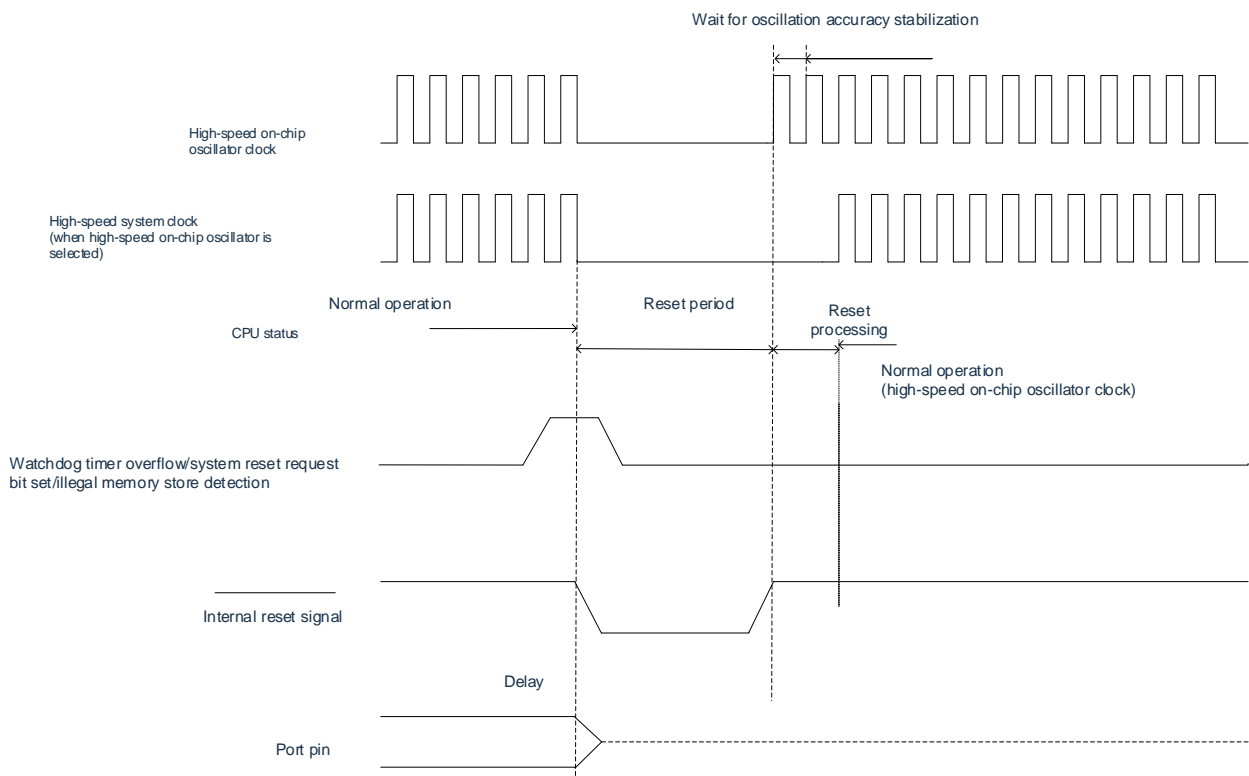 Wait for oscillation accuracy stabilization
High-speed on-chip
oscillator clock
High-speed system clock
(when high-speed on-chip oscillator is
selected)
Normal operation
Reset period
Reset
processing
CPU status
Normal operation
(high-speed on-chip oscillator clock)
Watchdog timer overflow/system reset request
bit set/illegal memory store detection
Internal reset signal
Delay
Port pin